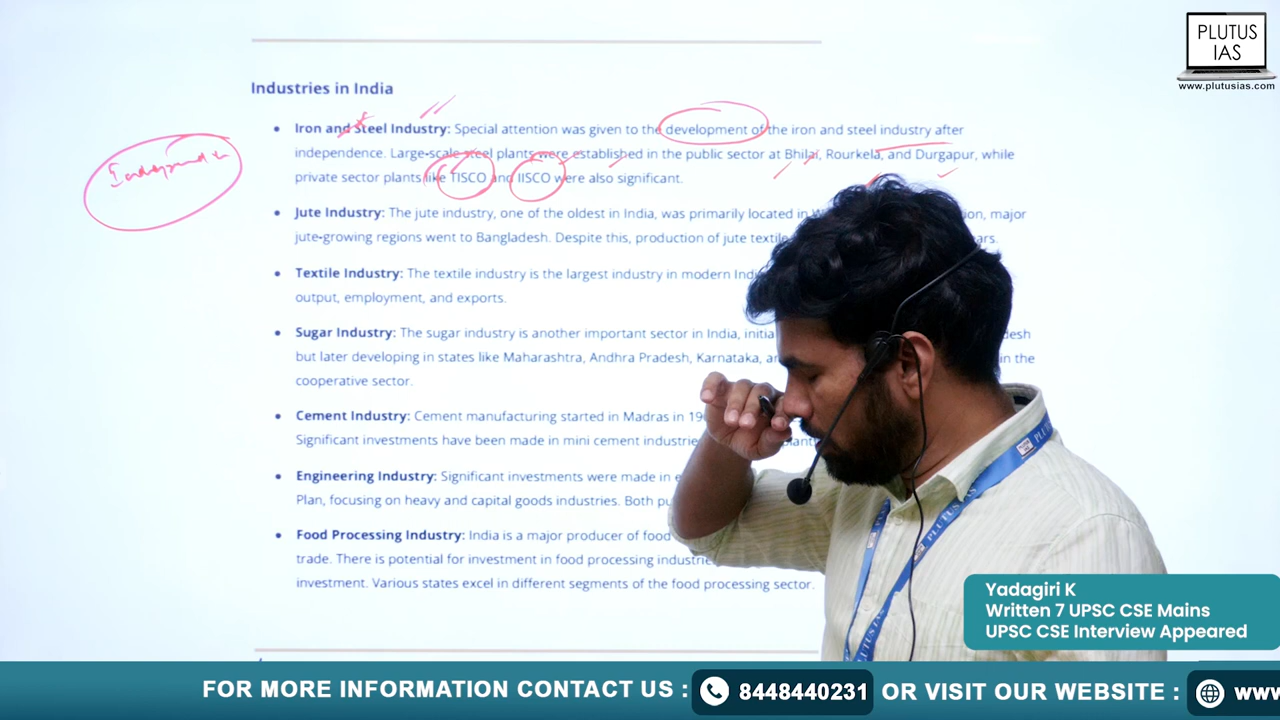 PLUTUS
IAS
www.plutusias.com
Industries in India
• Iron and Steel Industry: Special attention was given to the development of the iron and steel industry after
independence. Large-scale steel plants were established in the public sector at Bhilai, Rourkela, and Durgapur, while
private sector plants like TISCO and IISCO were also significant.
• Jute Industry: The jute industry, one of the oldest in India, was primarily located in major
jute-growing regions went to Bangladesh. Despite this, production of jute
• Textile Industry: The textile industry is the largest industry in modern
output, employment, and exports.
• Sugar Industry: The sugar industry is another important sector in India,
but later developing in states like Maharashtra, Andhra Pradesh, Karnataka, in the
cooperative sector.
• Cement Industry: Cement manufacturing started in Madras in
Significant investments have been made in mini cement
• Engineering Industry: Significant investments were made in
Plan, focusing on heavy and capital goods industries. Both
• Food Processing Industry: India is a major producer of food
trade. There is potential for investment in food processing
investment. Various states excel in different segments of the food processing sector.
Yadagiri K
Written 7 UPSC CSE Mains
UPSC CSE Interview Appeared
FOR MORE INFORMATION CONTACT US : 8448440231 OR VISIT OUR WEBSITE : www